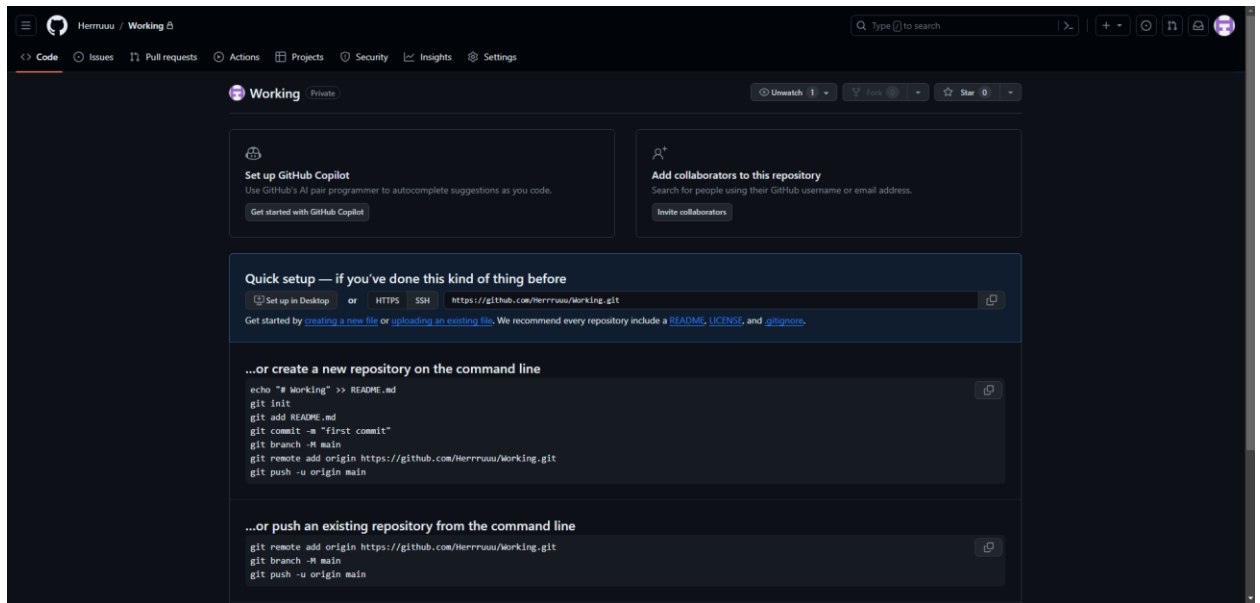 Herrruuu / Working
Type / to search
Code Issues Pull requests Actions Projects Security Insights Settings
Working Private
Unwatch 1 Fork 0 Star 0
Set up GitHub Copilot
Use GitHub's AI pair programmer to autocomplete suggestions as you code.
Get started with GitHub Copilot
Add collaborators to this repository
Search for people using their GitHub username or email address.
Invite collaborators
Quick setup — if you've done this kind of thing before
Set up in Desktop or HTTPS SSH https://github.com/Herrruuu/Working.git
Get started by creating a new file or uploading an existing file. We recommend every repository include a README, LICENSE, and .gitignore.
...or create a new repository on the command line
echo "# Working" >> README.md
git init
git add README.md
git commit -m "first commit"
git branch -M main
git remote add origin https://github.com/Herrruuu/Working.git
git push -u origin main
...or push an existing repository from the command line
git remote add origin https://github.com/Herrruuu/Working.git
git branch -M main
git push -u origin main